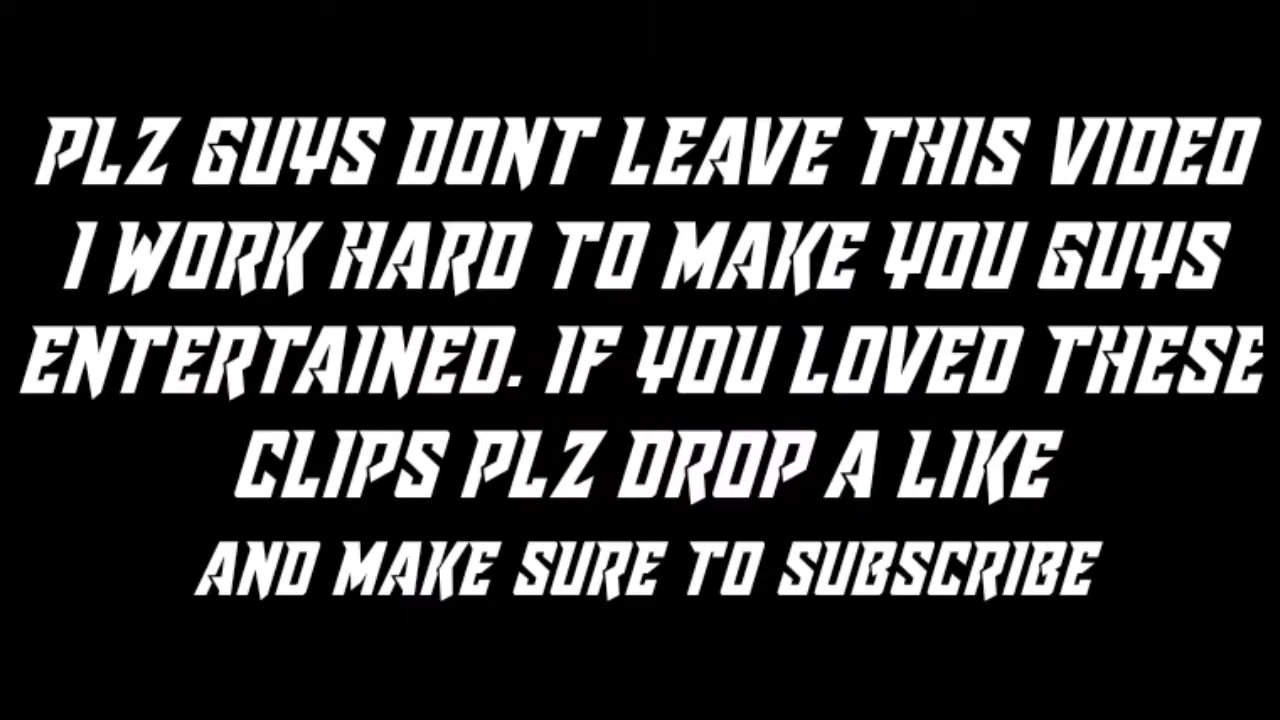 PLZ GUYS DONT LEAVE THIS VIDEO
I WORK HARD TO MAKE YOU GUYS
ENTERTAINED. IF YOU LOVED THESE
CLIPS PLZ DROP A LIKE
AND MAKE SURE TO SUBSCRIBE